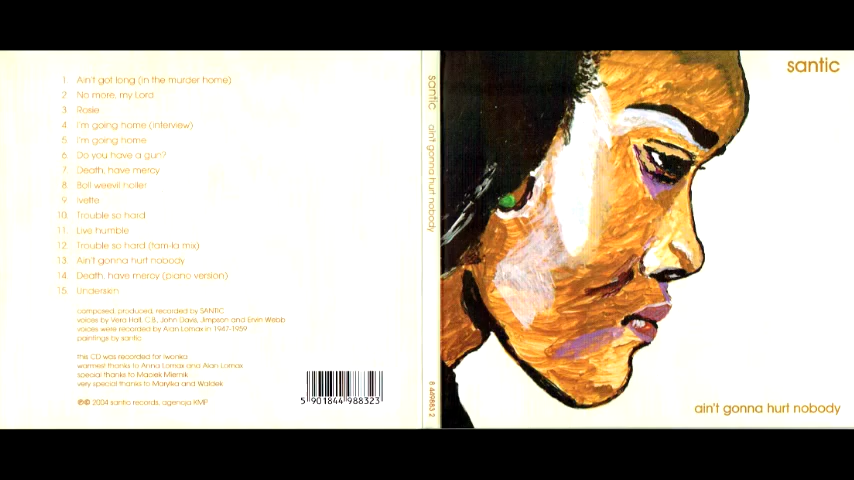 1. Ain't got long (in the murder home)
2. No more, my Lord
3. Rosie
4. I'm going home (interview)
5. I'm going home
6. Do you have a gun?
7. Death, have mercy
8. Boll weevil holler
9. Ivette
10. Trouble so hard
11. Live humble
12. Trouble so hard (tam-la mix)
13. Ain't gonna hurt nobody
14. Death, have mercy (piano version)
15. Underskin
composed, produced, recorded by SANTIC
voices by Vera Hall, C.B., John Davis, Jimpson and Ervin Webb
voices were recorded by Alan Lomax in 1947-1959
paintings by santic
this CD was recorded for Iwonka
warmest thanks to Anna Lomax and Alan Lomax
special thanks to Maciek Miernik
very special thanks to Maryka and Waldek
℗© 2004 santic records, agencja KMP
5 901844 988323
santic ain't gonna hurt nobody
santic
ain't gonna hurt nobody